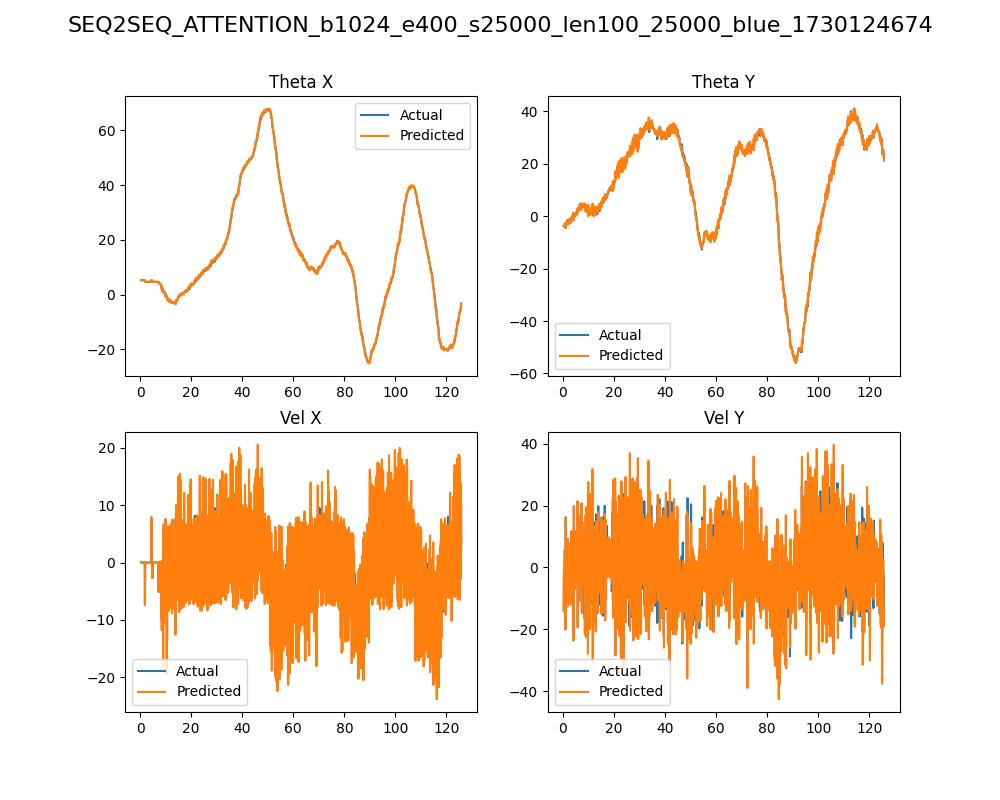 SEQ2SEQ_ATTENTION_b1024_e400_s25000_len100_25000_blue_1730124674
Theta X
Actual
Predicted
60
40
20
0
−20
0 20 40 60 80 100 120
Theta Y
40
20
0
−20
−40
−60
Actual
Predicted
0 20 40 60 80 100 120
Vel X
20
10
0
−10
−20
Actual
Predicted
0 20 40 60 80 100 120
Vel Y
40
20
0
−20
−40
Actual
Predicted
0 20 40 60 80 100 120